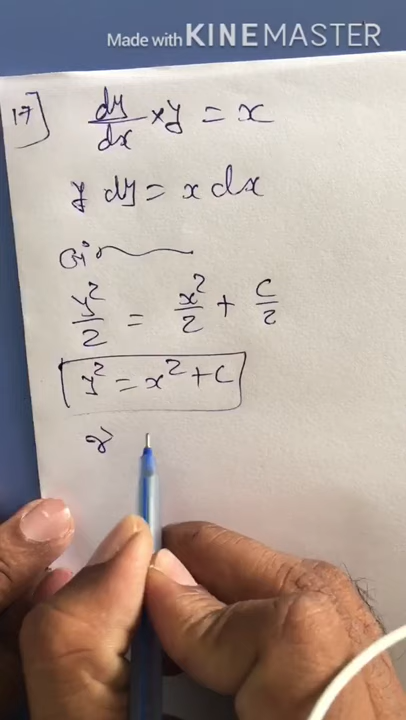 Made with KINEMASTER
17] dy/dx × y = x
y dy = x dx
y²/2 = x²/2 + c/2
y² = x² + c